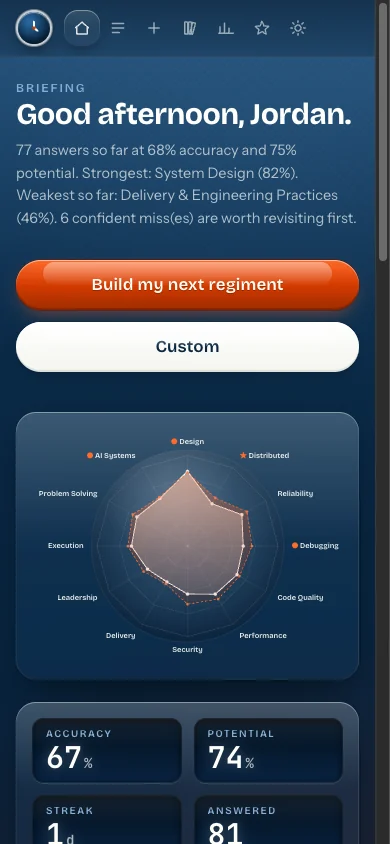 BRIEFING
Good afternoon, Jordan.
77 answers so far at 68% accuracy and 75%
potential. Strongest: System Design (82%).
Weakest so far: Delivery & Engineering Practices
(46%). 6 confident miss(es) are worth revisiting first.
Build my next regiment
Custom
Design
AI Systems
Distributed
Problem Solving
Reliability
Execution
Debugging
Leadership
Code Quality
Delivery
Performance
Security
ACCURACY
POTENTIAL
67%
74%
STREAK
ANSWERED
1d
81